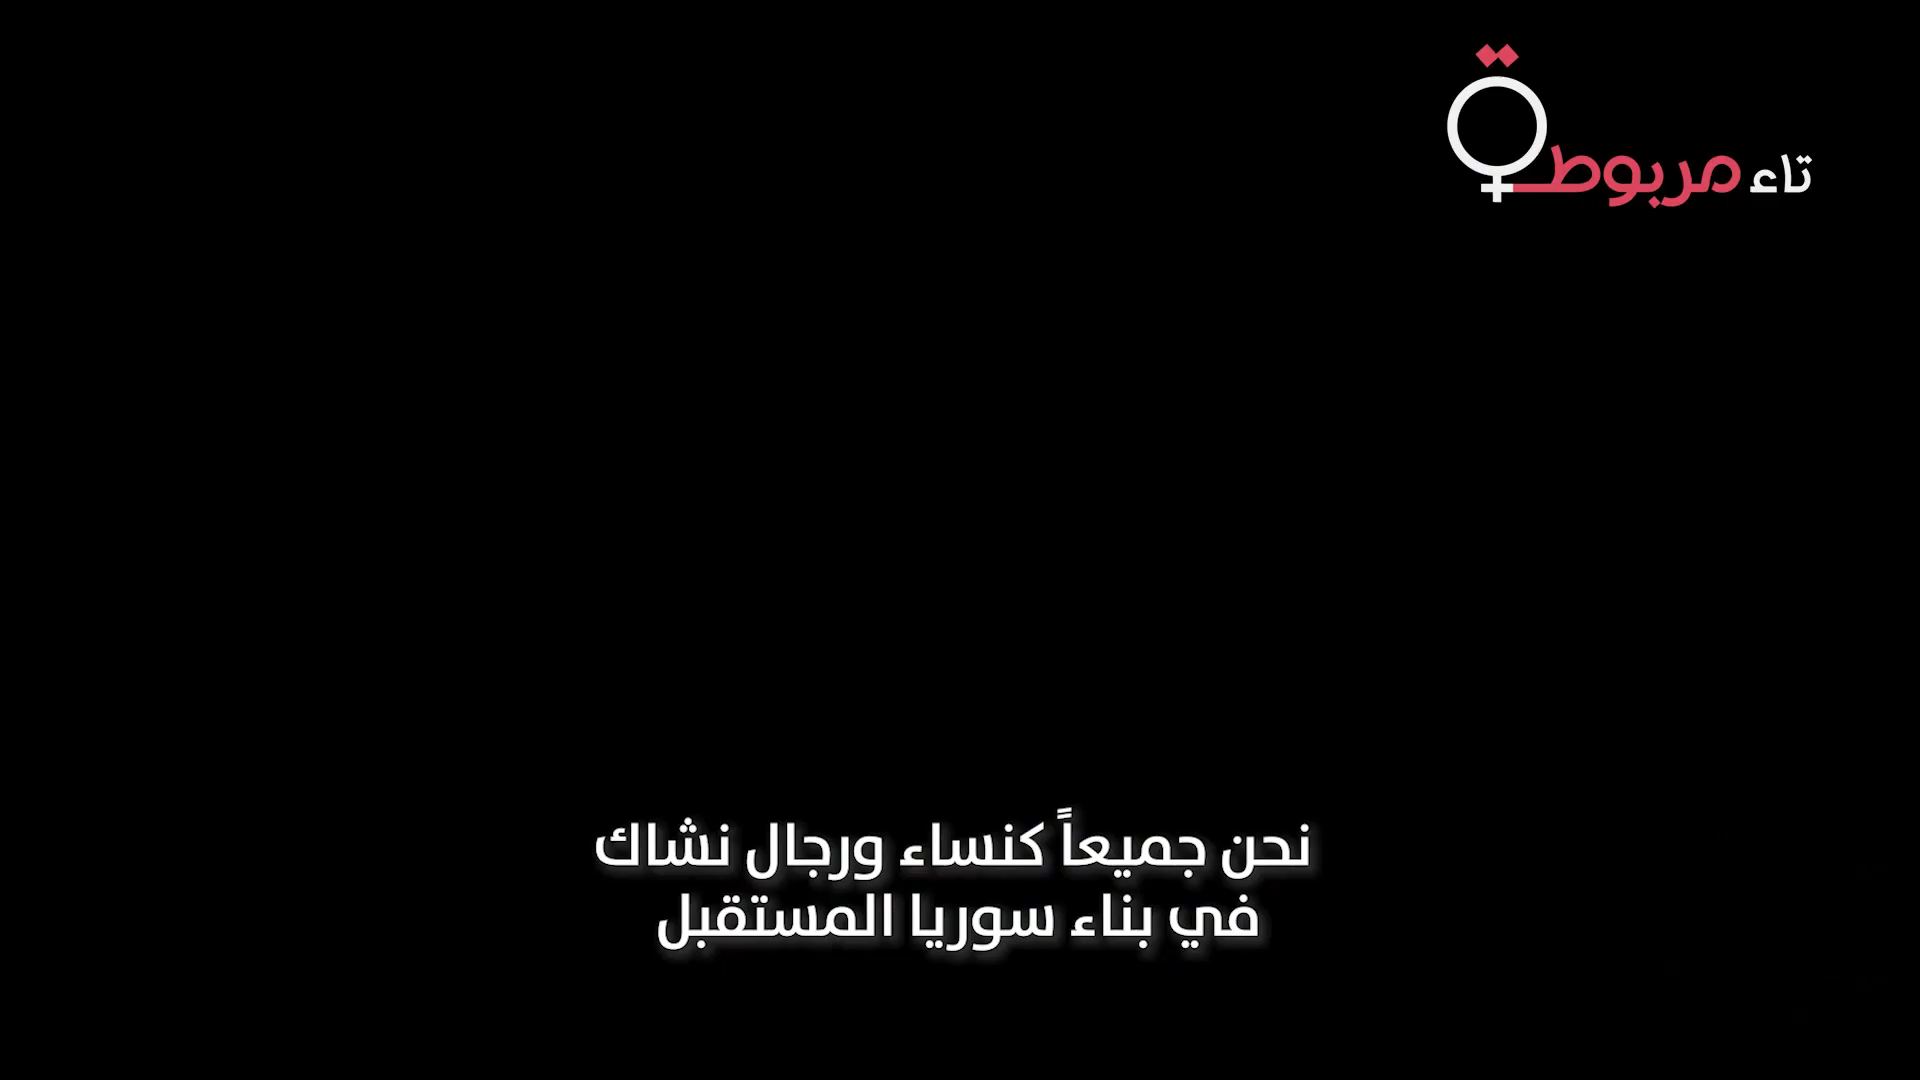 تاء مربوطة
نحن جميعاً كنساء ورجال نشاك
في بناء سوريا المستقبل